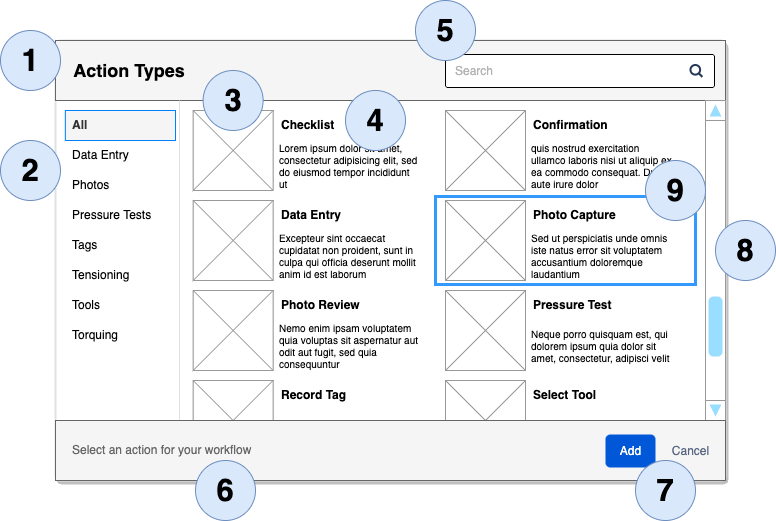 5
1
Action Types
Search
3
4
All
Data Entry
Photos
Pressure Tests
Tags
Tensioning
Tools
Torquing
2
Checklist
Lorem ipsum dolor sit amet,
consectetur adipisicing elit, sed
do eiusmod tempor incididunt
ut
Confirmation
quis nostrud exercitation
ullamco laboris nisi ut aliquip ex
ea commodo consequat.
aute irure dolor
9
Data Entry
Excepteur sint occaecat
cupidatat non proident, sunt in
culpa qui officia deserunt mollit
anim id est laborum
Photo Capture
Sed ut perspiciatis unde omnis
iste natus error sit voluptatem
accusantium doloremque
laudantium
8
Photo Review
Nemo enim ipsam voluptatem
quia voluptas sit aspernatur aut
odit aut fugit, sed quia
consequuntur
Pressure Test
Neque porro quisquam est, qui
dolorem ipsum quia dolor sit
amet, consectetur, adipisci velit
Record Tag
Select Tool
Select an action for your workflow
Add
Cancel
6
7